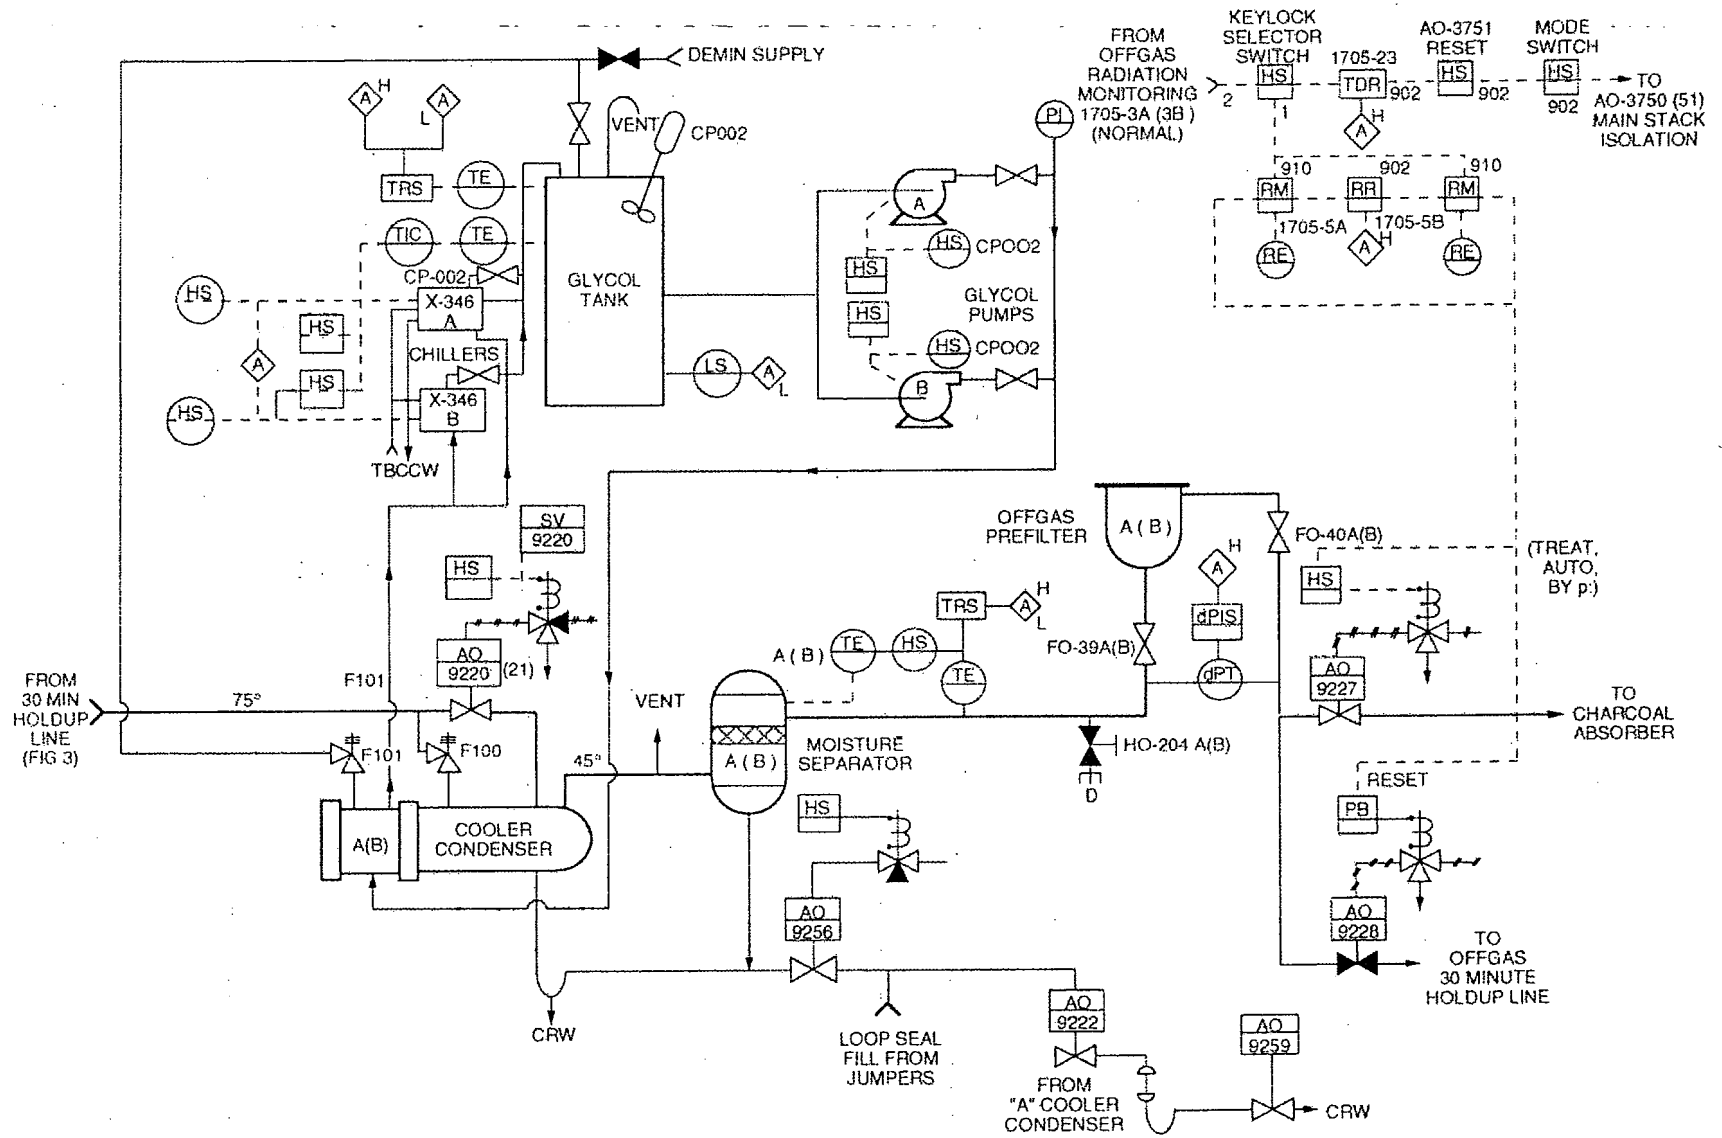 KEYLOCK
SELECTOR
SWITCH
AO-3751
RESET
MODE
SWITCH
FROM
OFFGAS
RADIATION
MONITORING
1705-3A (3B)
(NORMAL)
2
HS
1
1705-23
TDR
902
A
H
HS
902
HS
902
TO
AO-3750 (51)
MAIN STACK
ISOLATION
910
RM
1705-5A
RE
902
RR
A
H
910
RM
1705-5B
RE
DEMIN SUPPLY
A
H
A
L
TRS
TE
TIC
TE
VENT
CP002
GLYCOL
TANK
LS
A
L
PI
A
HS
CPOO2
HS
GLYCOL
PUMPS
HS
HS
CPOO2
B
CP-002
X-346
A
CHILLERS
X-346
B
HS
HS
A
HS
HS
TBCCW
SV
9220
HS
AO
9220
(21)
FROM
30 MIN
HOLDUP
LINE
(FIG 3)
75°
F101
F101
F100
A(B)
COOLER
CONDENSER
45°
VENT
A(B)
MOISTURE
SEPARATOR
A(B)
TE
HS
TE
TRS
A
H
L
OFFGAS
PREFILTER
A(B)
FO-39A(B)
FO-40A(B)
A
H
dPIS
dPT
HO-204 A(B)
D
(TREAT,
AUTO,
BY p:)
HS
AO
9227
TO
CHARCOAL
ABSORBER
RESET
PB
AO
9228
TO
OFFGAS
30 MINUTE
HOLDUP LINE
HS
AO
9256
CRW
LOOP SEAL
FILL FROM
JUMPERS
AO
9222
FROM
"A" COOLER
CONDENSER
AO
9259
CRW